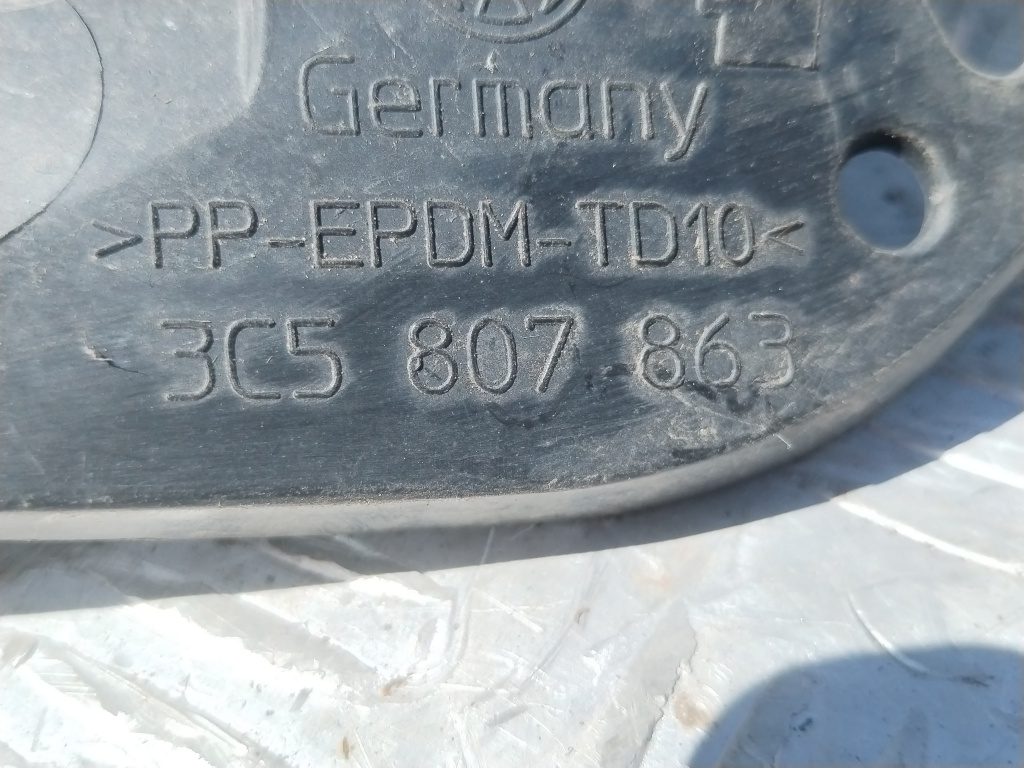 Germany
>PP-EPDM-TD10<
3C5 807 863